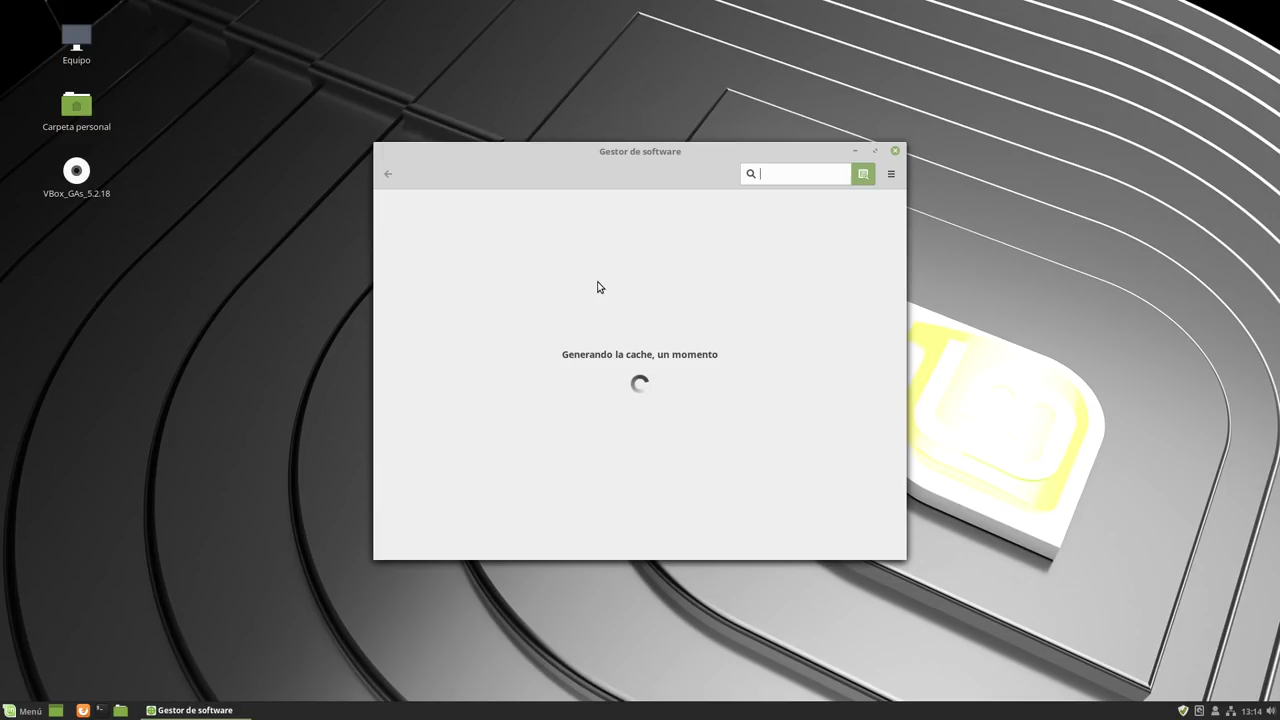 Equipo
Carpeta personal
VBox_GAs_5.2.18
Gestor de software
Generando la cache, un momento
Menú
Gestor de software
13:14